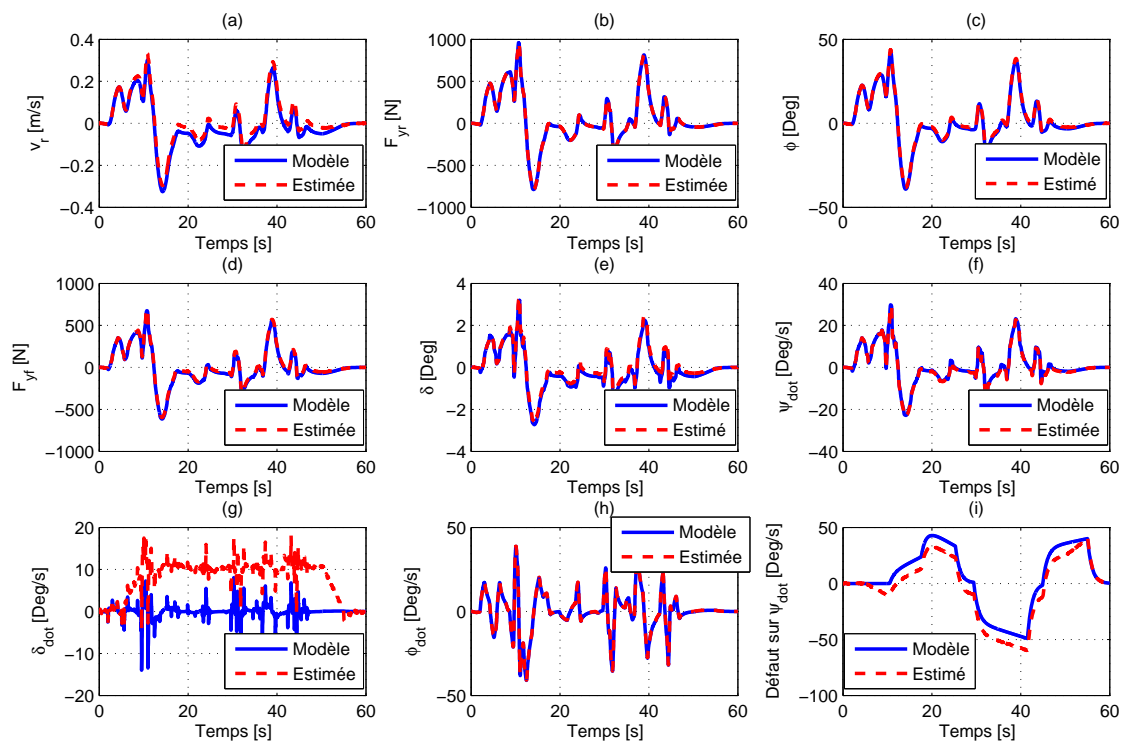 (a)
0.4
0.2
0
−0.2
−0.4
v_r [m/s]
Modèle
Estimée
0 20 40 60
Temps [s]
(b)
1000
500
0
−500
−1000
F_yr [N]
Modèle
Estimée
0 20 40 60
Temps [s]
(c)
50
0
−50
ϕ [Deg]
Modèle
Estimé
0 20 40 60
Temps [s]
(d)
1000
500
0
−500
−1000
F_yf [N]
Modèle
Estimée
0 20 40 60
Temps [s]
(e)
4
2
0
−2
−4
δ [Deg]
Modèle
Estimé
0 20 40 60
Temps [s]
(f)
40
20
0
−20
−40
ψ_dot [Deg/s]
Modèle
Estimée
0 20 40 60
Temps [s]
(g)
20
10
0
−10
−20
δ_dot [Deg/s]
Modèle
Estimée
0 20 40 60
Temps [s]
(h)
50
0
−50
ϕ_dot [Deg/s]
Modèle
Estimée
0 20 40 60
Temps [s]
(i)
50
0
−50
−100
Défaut sur ψ_dot [Deg/s]
Modèle
Estimé
0 20 40 60
Temps [s]